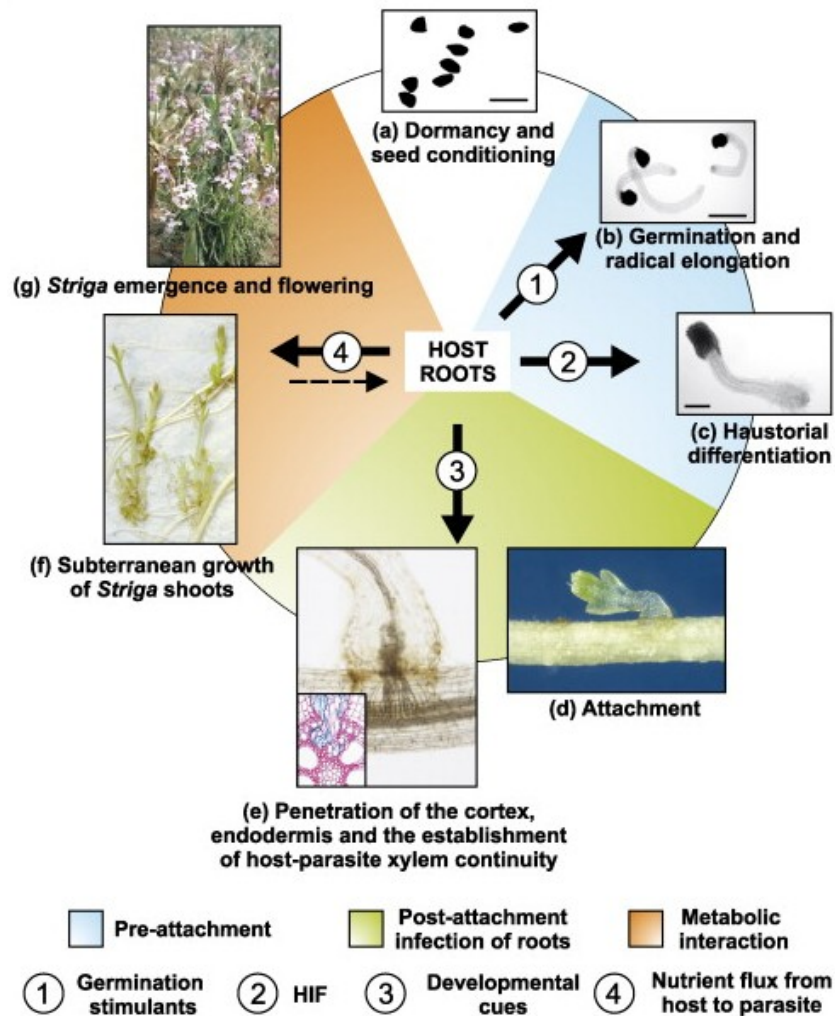 (a) Dormancy and
seed conditioning
(b) Germination and
radical elongation
1
(g) Striga emergence and flowering
4
HOST
ROOTS
2
(c) Haustorial
differentiation
3
(f) Subterranean growth
of Striga shoots
(d) Attachment
(e) Penetration of the cortex,
endodermis and the establishment
of host-parasite xylem continuity
Pre-attachment
Post-attachment
infection of roots
Metabolic
interaction
1 Germination
stimulants
2 HIF
3 Developmental
cues
4 Nutrient flux from
host to parasite